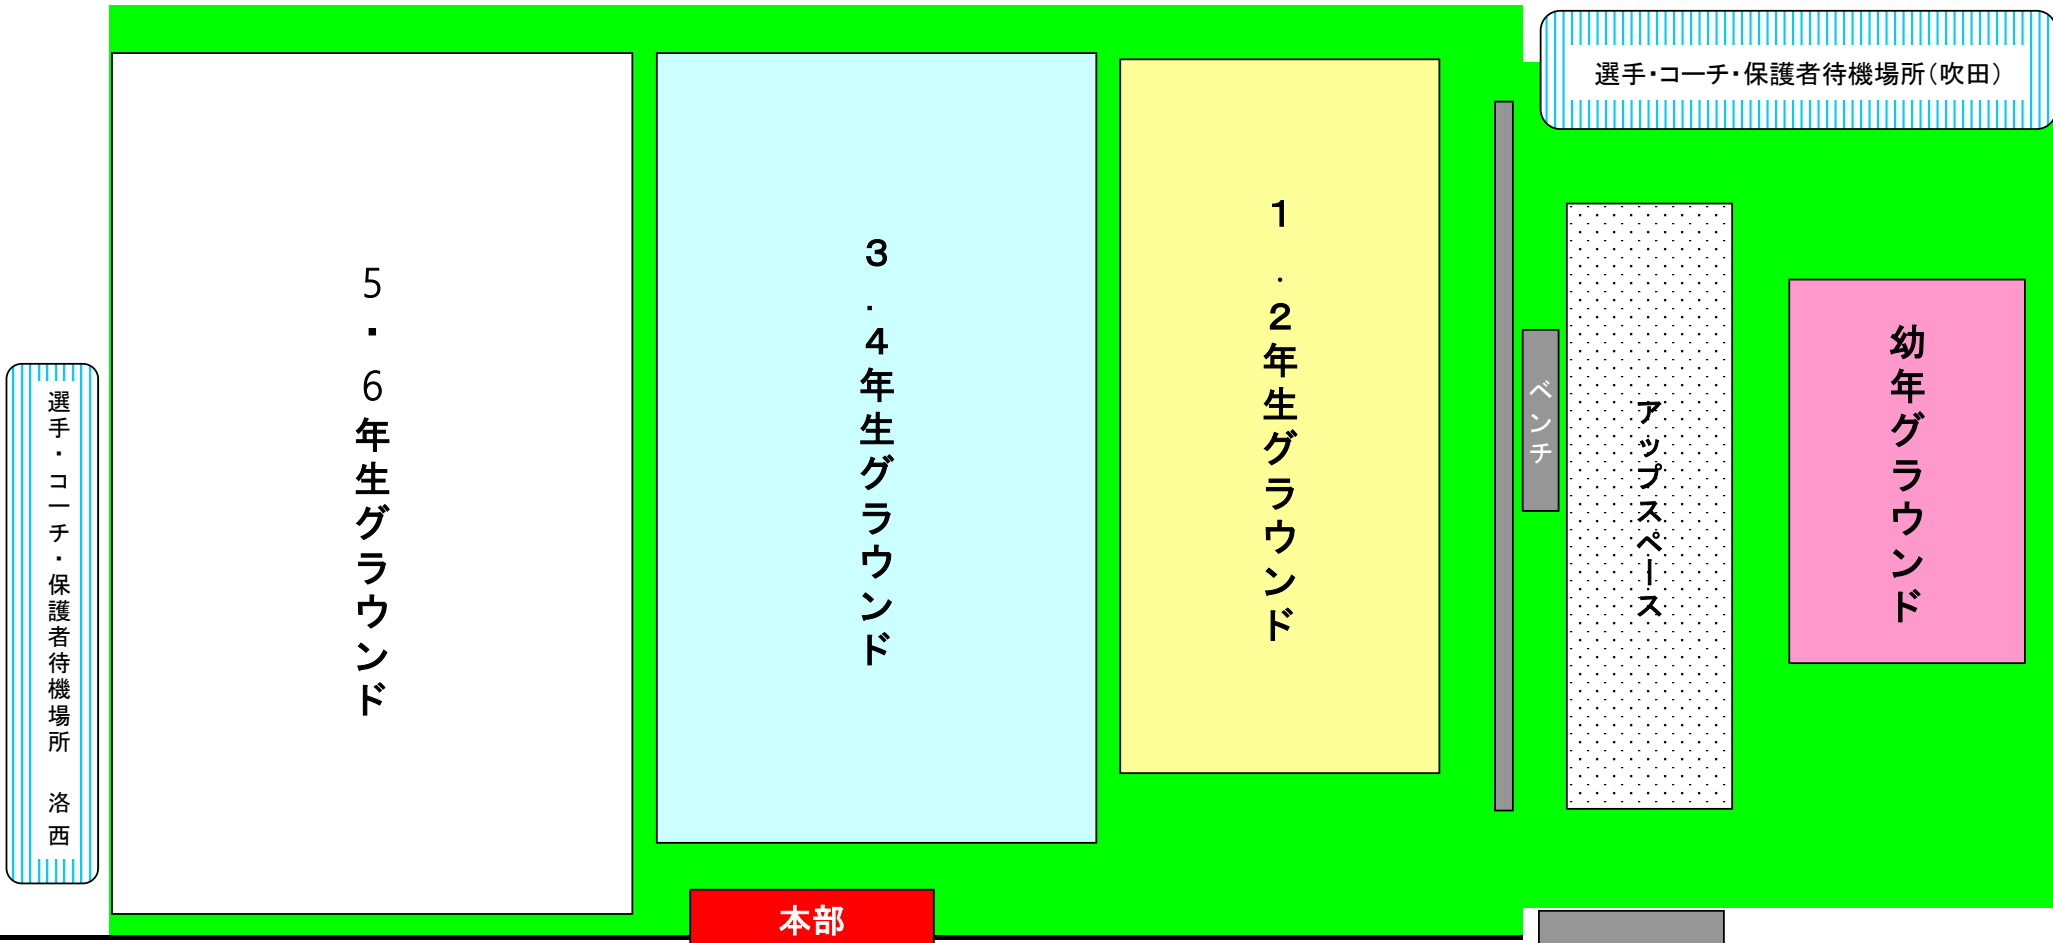 選手・コーチ・保護者待機場所（吹田）
5・6年生グラウンド
３．４年生グラウンド
１．２年生グラウンド
ベンチ
アップスペース
幼年グラウンド
選手・コーチ・保護者待機場所　洛西
本部